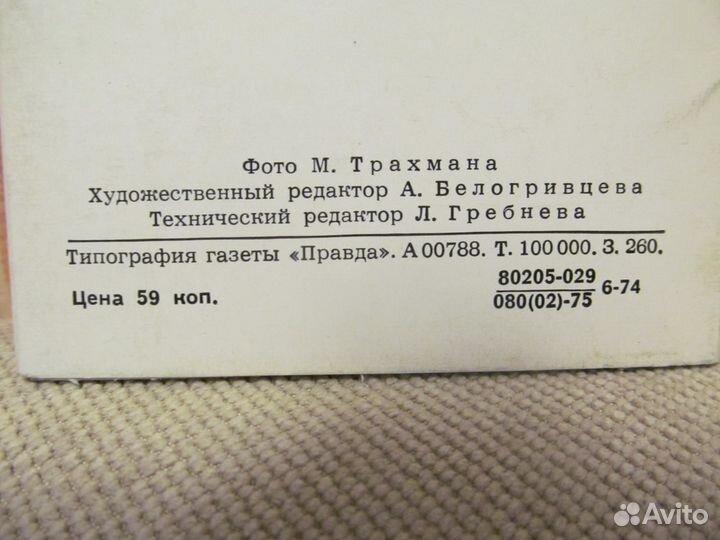 Фото М. Трахмана
Художественный редактор А. Белогривцева
Технический редактор Л. Гребнева
Типография газеты «Правда». А 00788. Т. 100 000. З. 260.
Цена 59 коп.
80205-029
080(02)-75 6-74
Avito